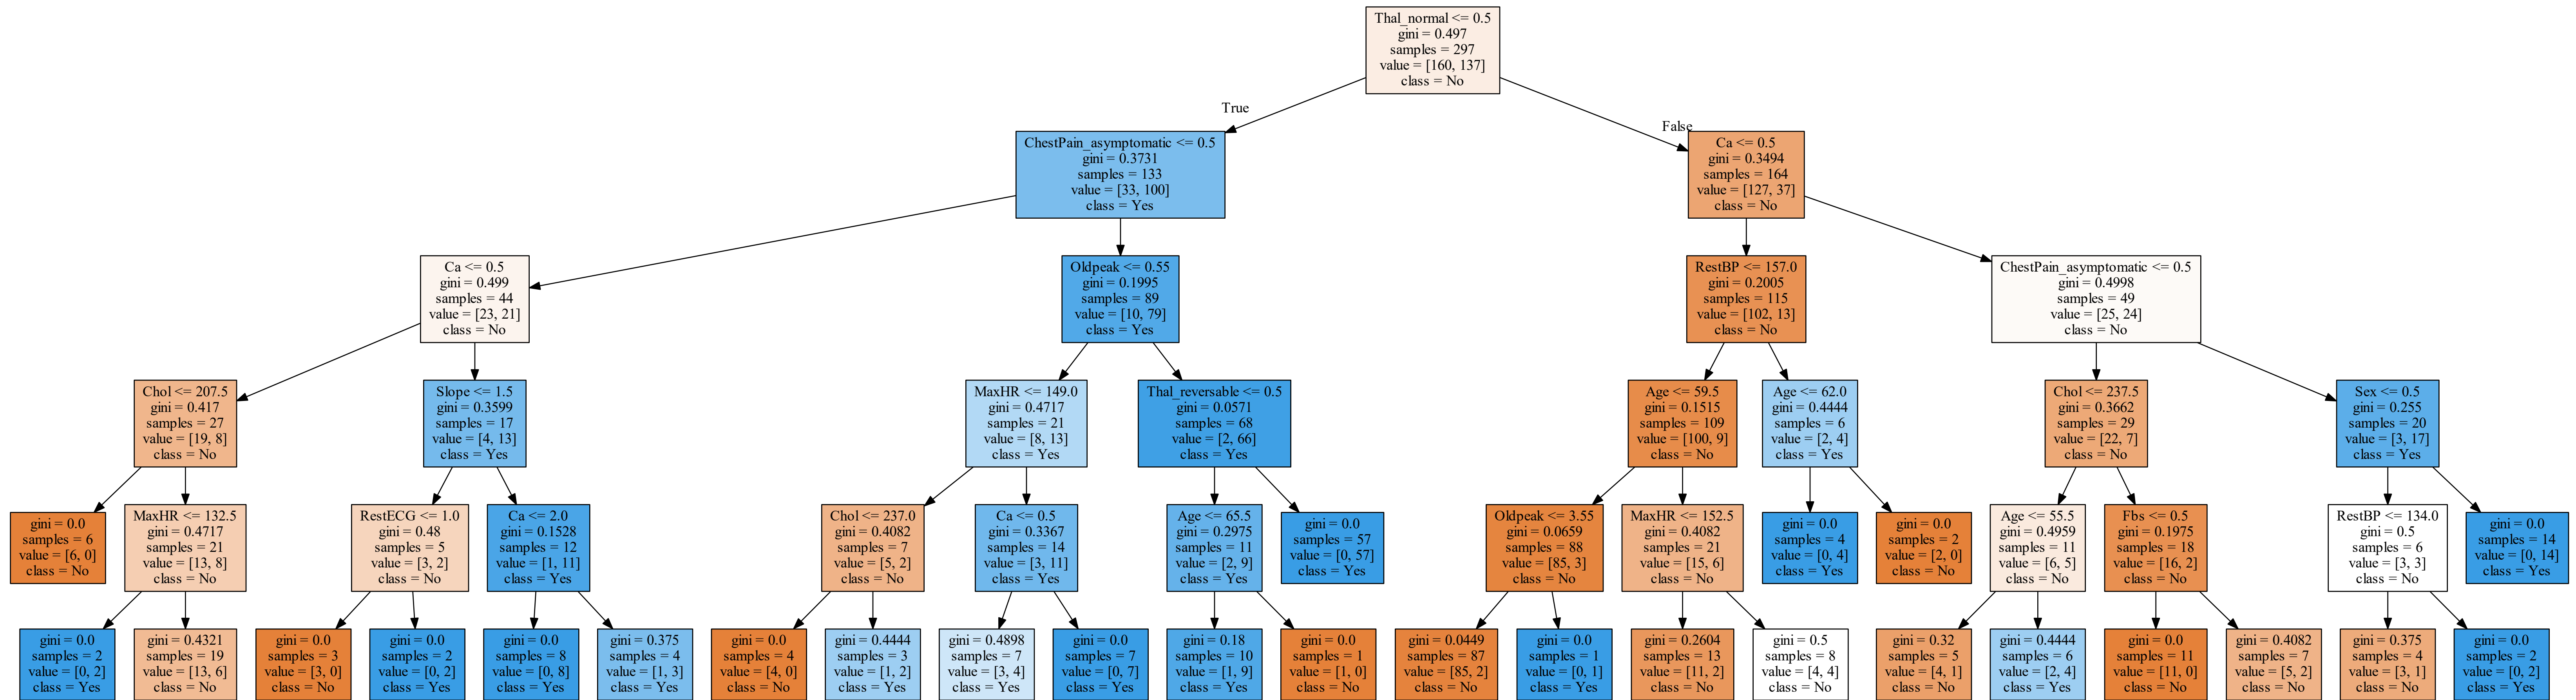 Thal_normal <= 0.5
gini = 0.497
samples = 297
value = [160, 137]
class = No
True
False
ChestPain_asymptomatic <= 0.5
gini = 0.3731
samples = 133
value = [33, 100]
class = Yes
Ca <= 0.5
gini = 0.3494
samples = 164
value = [127, 37]
class = No
Ca <= 0.5
gini = 0.499
samples = 44
value = [23, 21]
class = No
Oldpeak <= 0.55
gini = 0.1995
samples = 89
value = [10, 79]
class = Yes
RestBP <= 157.0
gini = 0.2005
samples = 115
value = [102, 13]
class = No
ChestPain_asymptomatic <= 0.5
gini = 0.4998
samples = 49
value = [25, 24]
class = No
Chol <= 207.5
gini = 0.417
samples = 27
value = [19, 8]
class = No
Slope <= 1.5
gini = 0.3599
samples = 17
value = [4, 13]
class = Yes
MaxHR <= 149.0
gini = 0.4717
samples = 21
value = [8, 13]
class = Yes
Thal_reversable <= 0.5
gini = 0.0571
samples = 68
value = [2, 66]
class = Yes
Age <= 59.5
gini = 0.1515
samples = 109
value = [100, 9]
class = No
Age <= 62.0
gini = 0.4444
samples = 6
value = [2, 4]
class = Yes
Chol <= 237.5
gini = 0.3662
samples = 29
value = [22, 7]
class = No
Sex <= 0.5
gini = 0.255
samples = 20
value = [3, 17]
class = Yes
gini = 0.0
samples = 6
value = [6, 0]
class = No
MaxHR <= 132.5
gini = 0.4717
samples = 21
value = [13, 8]
class = No
RestECG <= 1.0
gini = 0.48
samples = 5
value = [3, 2]
class = No
Ca <= 2.0
gini = 0.1528
samples = 12
value = [1, 11]
class = Yes
Chol <= 237.0
gini = 0.4082
samples = 7
value = [5, 2]
class = No
Ca <= 0.5
gini = 0.3367
samples = 14
value = [3, 11]
class = Yes
Age <= 65.5
gini = 0.2975
samples = 11
value = [2, 9]
class = Yes
gini = 0.0
samples = 57
value = [0, 57]
class = Yes
Oldpeak <= 3.55
gini = 0.0659
samples = 88
value = [85, 3]
class = No
MaxHR <= 152.5
gini = 0.4082
samples = 21
value = [15, 6]
class = No
gini = 0.0
samples = 4
value = [0, 4]
class = Yes
gini = 0.0
samples = 2
value = [2, 0]
class = No
Age <= 55.5
gini = 0.4959
samples = 11
value = [6, 5]
class = No
Fbs <= 0.5
gini = 0.1975
samples = 18
value = [16, 2]
class = No
RestBP <= 134.0
gini = 0.5
samples = 6
value = [3, 3]
class = No
gini = 0.0
samples = 14
value = [0, 14]
class = Yes
gini = 0.0
samples = 2
value = [0, 2]
class = Yes
gini = 0.4321
samples = 19
value = [13, 6]
class = No
gini = 0.0
samples = 3
value = [3, 0]
class = No
gini = 0.0
samples = 2
value = [0, 2]
class = Yes
gini = 0.0
samples = 8
value = [0, 8]
class = Yes
gini = 0.375
samples = 4
value = [1, 3]
class = Yes
gini = 0.0
samples = 4
value = [4, 0]
class = No
gini = 0.4444
samples = 3
value = [1, 2]
class = Yes
gini = 0.4898
samples = 7
value = [3, 4]
class = Yes
gini = 0.0
samples = 7
value = [0, 7]
class = Yes
gini = 0.18
samples = 10
value = [1, 9]
class = Yes
gini = 0.0
samples = 1
value = [1, 0]
class = No
gini = 0.0449
samples = 87
value = [85, 2]
class = No
gini = 0.0
samples = 1
value = [0, 1]
class = Yes
gini = 0.2604
samples = 13
value = [11, 2]
class = No
gini = 0.5
samples = 8
value = [4, 4]
class = No
gini = 0.32
samples = 5
value = [4, 1]
class = No
gini = 0.4444
samples = 6
value = [2, 4]
class = Yes
gini = 0.0
samples = 11
value = [11, 0]
class = No
gini = 0.4082
samples = 7
value = [5, 2]
class = No
gini = 0.375
samples = 4
value = [3, 1]
class = No
gini = 0.0
samples = 2
value = [0, 2]
class = Yes